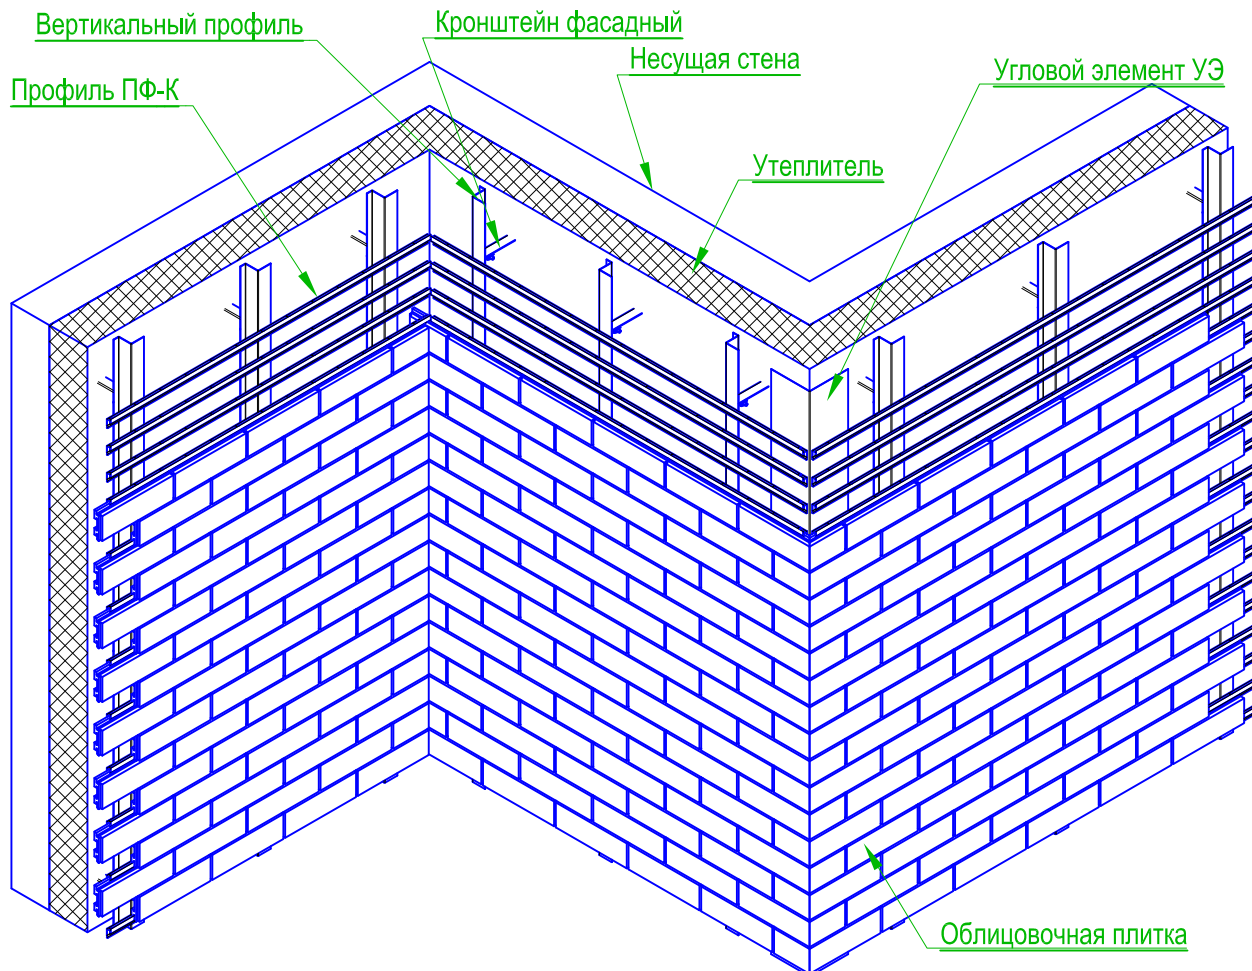 Вертикальный профиль
Кронштейн фасадный
Несущая стена
Угловой элемент УЭ
Профиль ПФ-К
Утеплитель
Облицовочная плитка